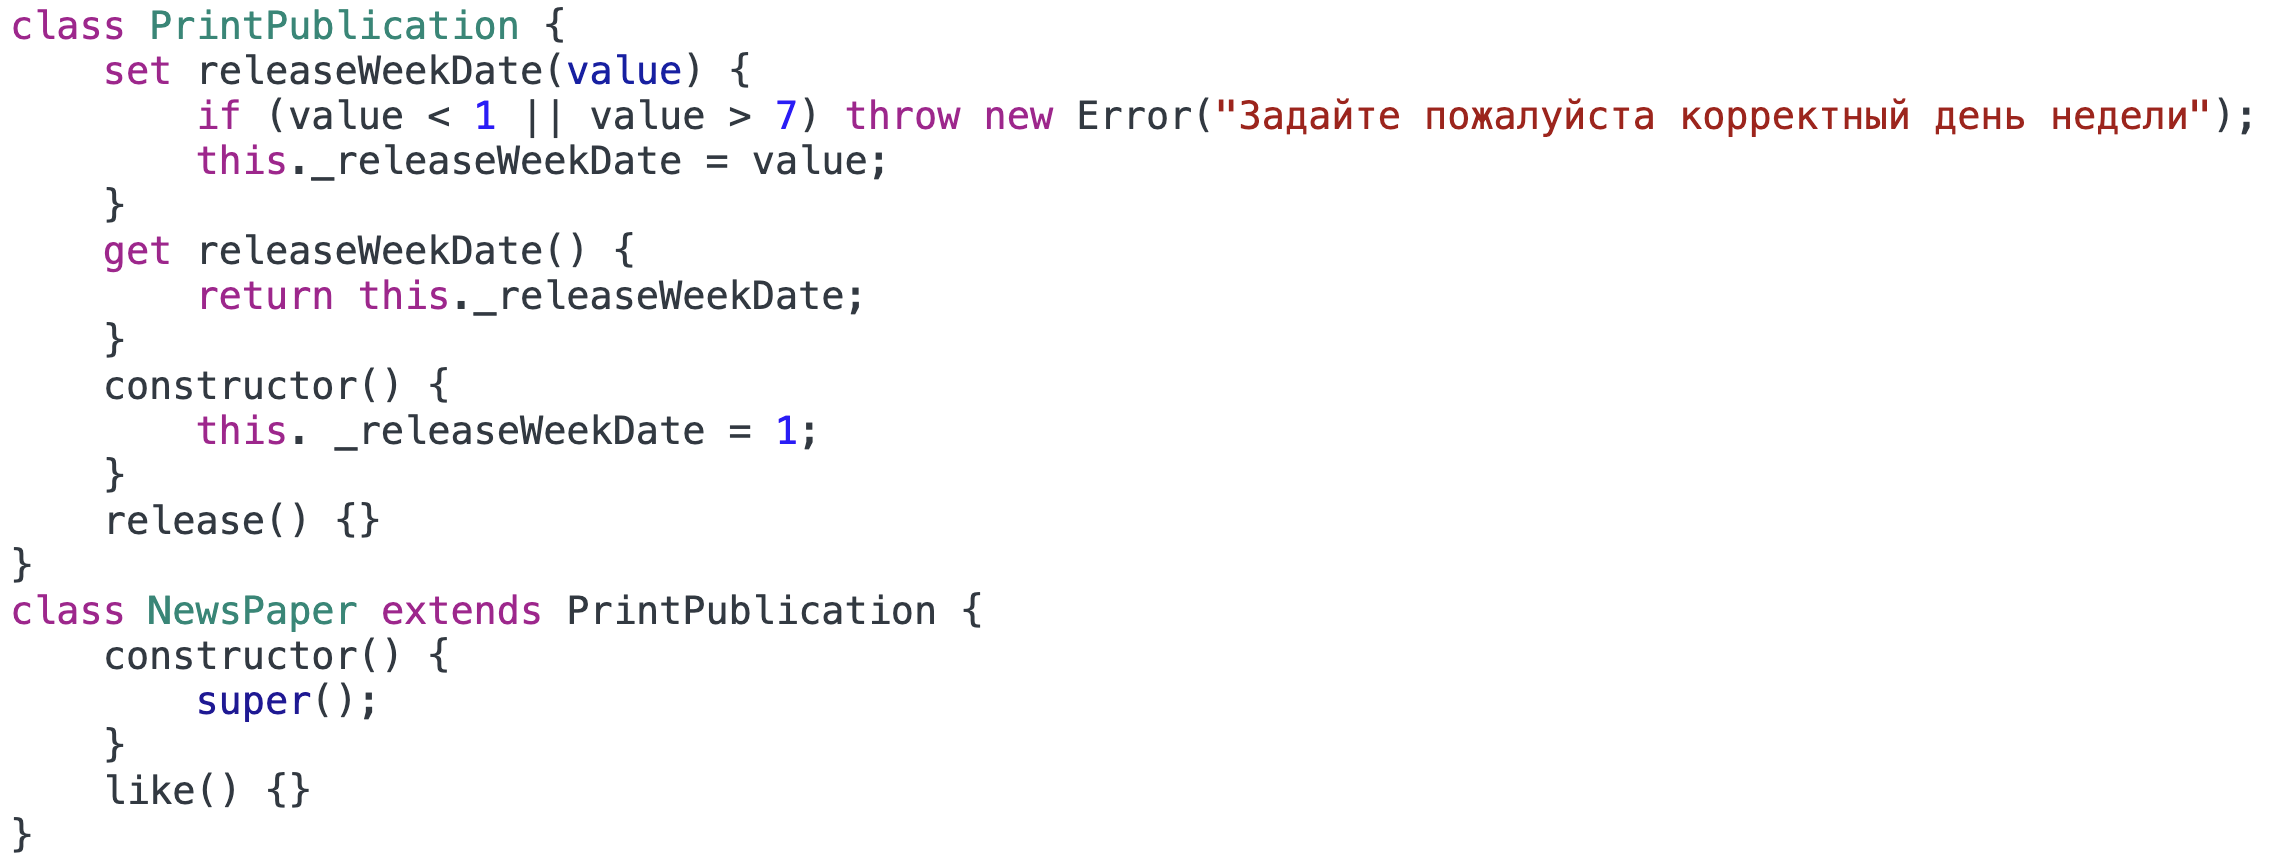 class PrintPublication {
    set releaseWeekDate(value) {
        if (value < 1 || value > 7) throw new Error("Задайте пожалуйста корректный день недели");
        this._releaseWeekDate = value;
    }
    get releaseWeekDate() {
        return this._releaseWeekDate;
    }
    constructor() {
        this. _releaseWeekDate = 1;
    }
    release() {}
}
class NewsPaper extends PrintPublication {
    constructor() {
        super();
    }
    like() {}
}